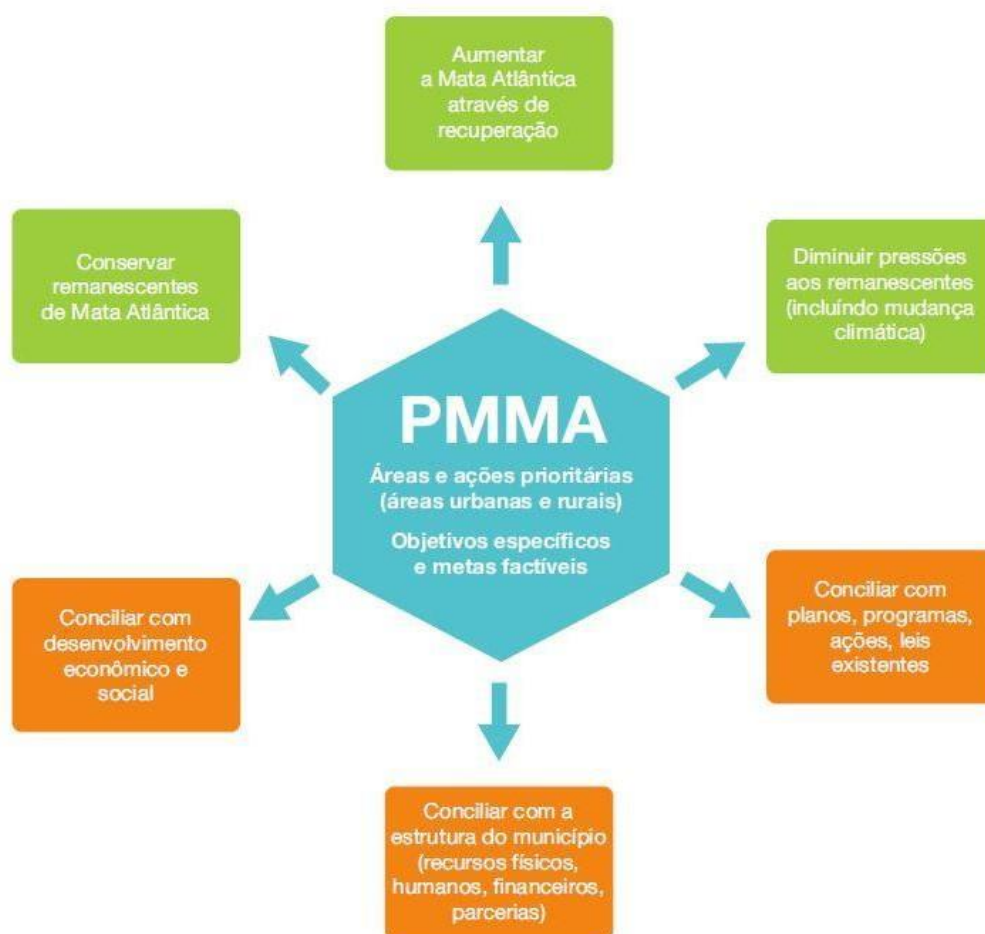 Aumentar
a Mata Atlântica
através de
recuperação
Conservar
remanescentes
de Mata Atlântica
Diminuir pressões
aos remanescentes
(incluíndo mudança
climática)
PMMA
Áreas e ações prioritárias
(áreas urbanas e rurais)
Objetivos específicos
e metas factíveis
Conciliar com
desenvolvimento
econômico e
social
Conciliar com
planos, programas,
ações, leis
existentes
Conciliar com a
estrutura do município
(recursos físicos,
humanos, financeiros,
parcerias)